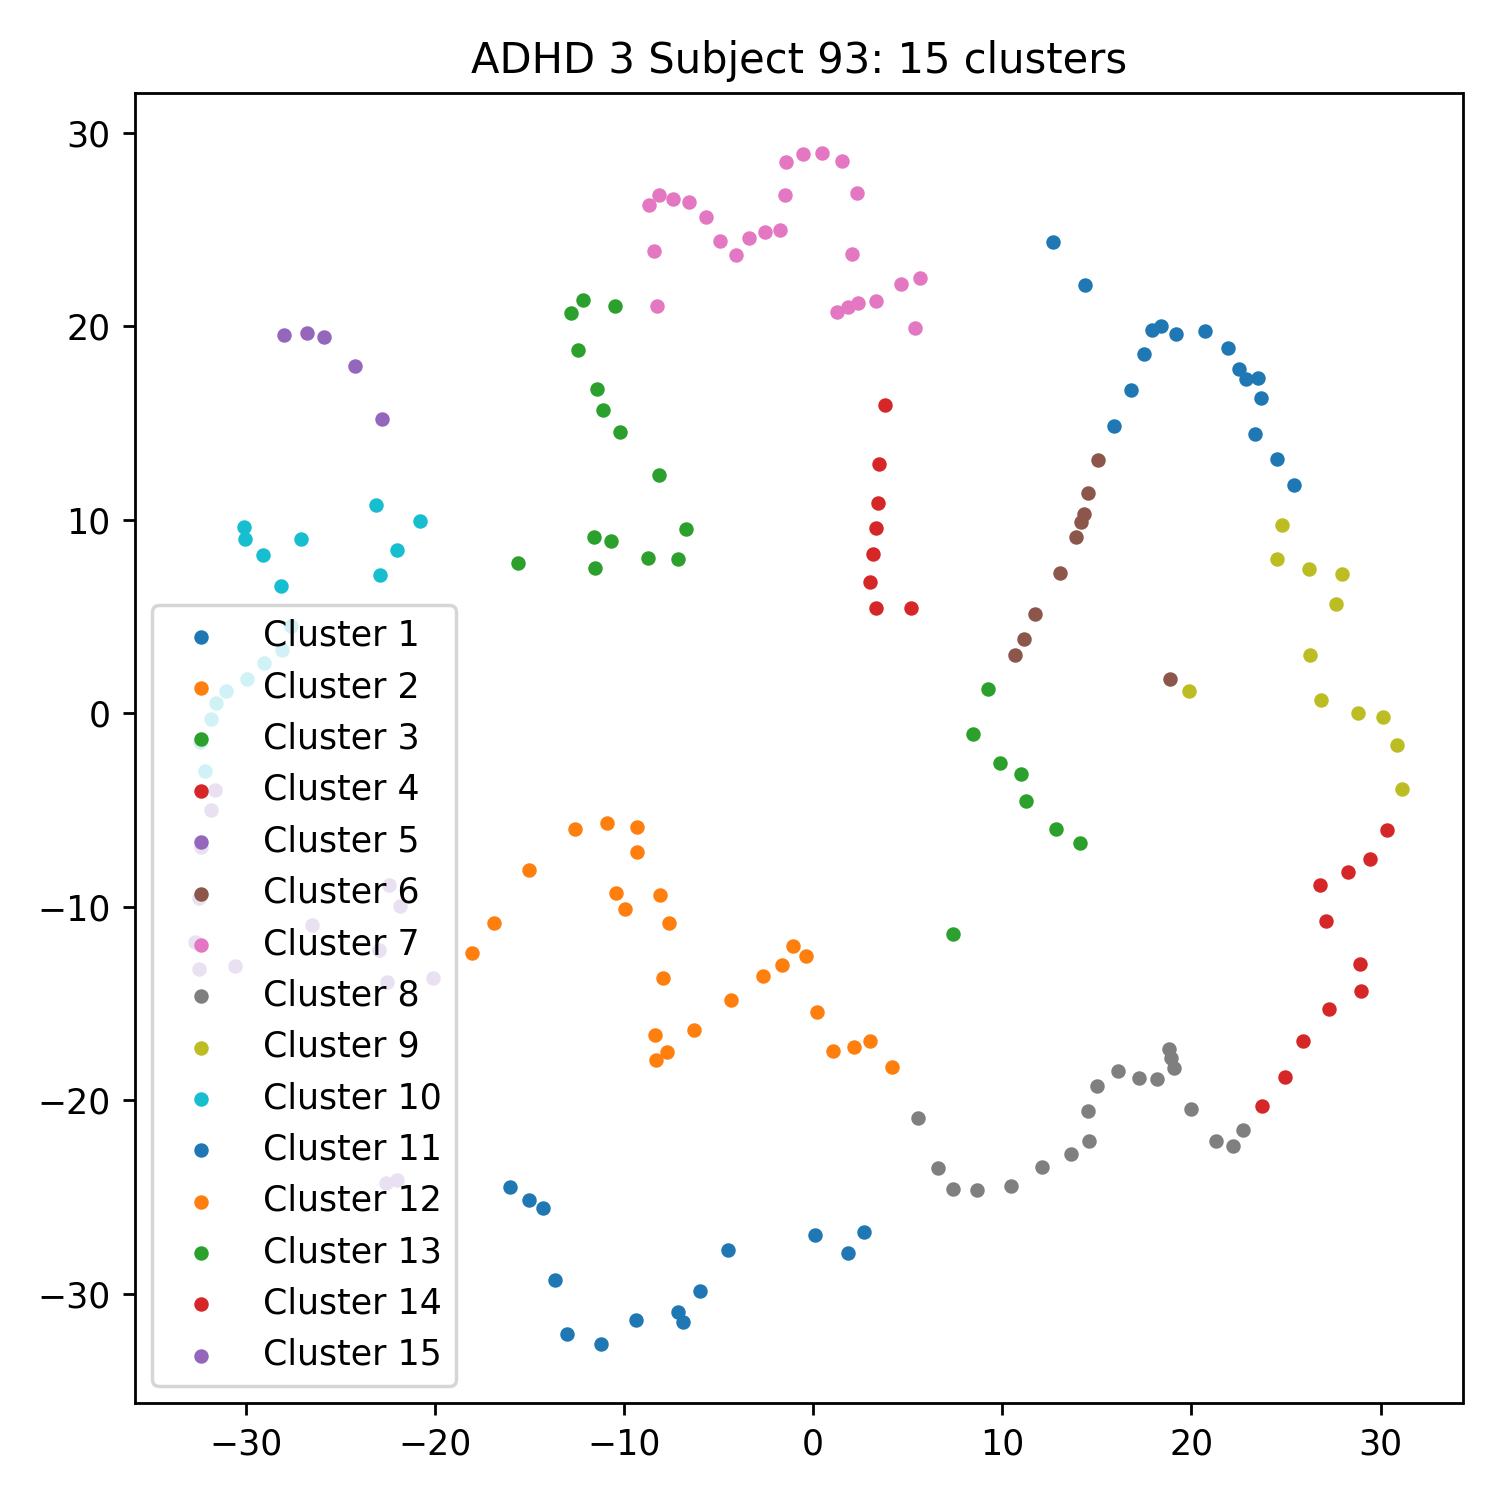 ADHD 3 Subject 93: 15 clusters
30
20
10
0
−10
−20
−30
Cluster 1
Cluster 2
Cluster 3
Cluster 4
Cluster 5
Cluster 6
Cluster 7
Cluster 8
Cluster 9
Cluster 10
Cluster 11
Cluster 12
Cluster 13
Cluster 14
Cluster 15
−30 −20 −10 0 10 20 30